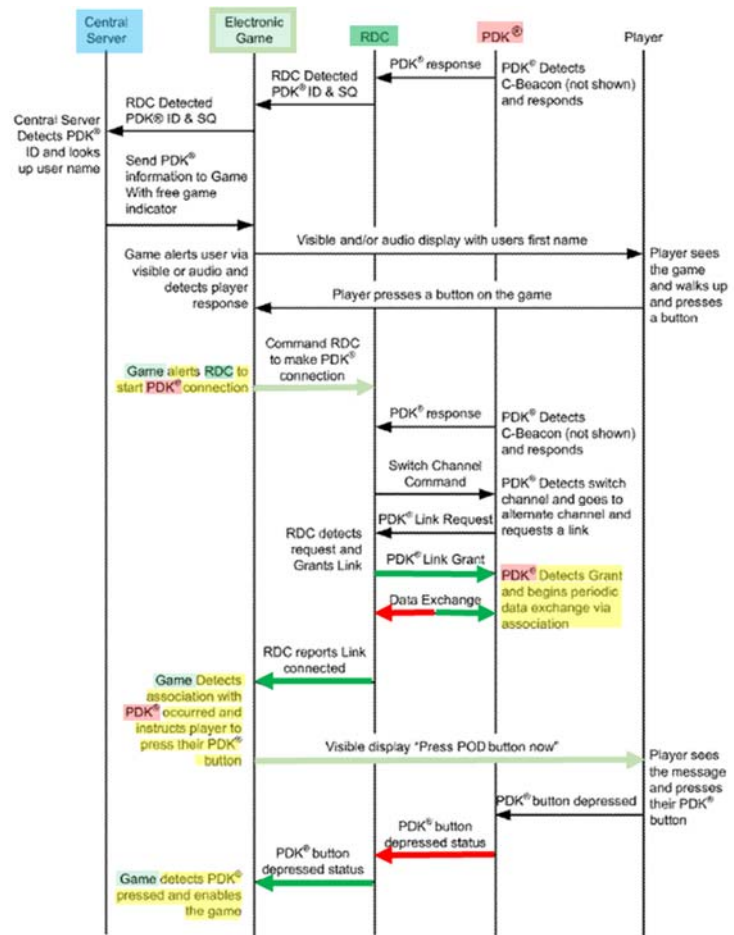 Central
Server
Electronic
Game
RDC
PDK®
Player
PDK® response
PDK® Detects
C-Beacon (not shown)
and responds
RDC Detected
PDK® ID & SQ
RDC Detected
PDK® ID & SQ
Central Server
Detects PDK®
ID and looks
up user name
Send PDK®
information to Game
With free game
indicator
Visible and/or audio display with users first name
Game alerts user via
visible or audio and
detects player
response
Player sees
the game
and walks up
and presses
a button
Player presses a button on the game
Command RDC
to make PDK®
connection
Game alerts RDC to
start PDK® connection
PDK® response
PDK® Detects
C-Beacon (not shown)
and responds
Switch Channel
Command
PDK® Detects switch
channel and goes to
alternate channel and
requests a link
PDK® Link Request
RDC detects
request and
Grants Link
PDK® Link Grant
PDK® Detects Grant
and begins periodic
data exchange via
association
Data Exchange
RDC reports Link
connected
Game Detects
association with
PDK® occurred and
instructs player to
press their PDK®
button
Visible display "Press POD button now"
Player sees
the message
and presses
their PDK®
button
PDK® button depressed
PDK® button
depressed status
PDK® button
depressed status
Game detects PDK®
pressed and enables
the game